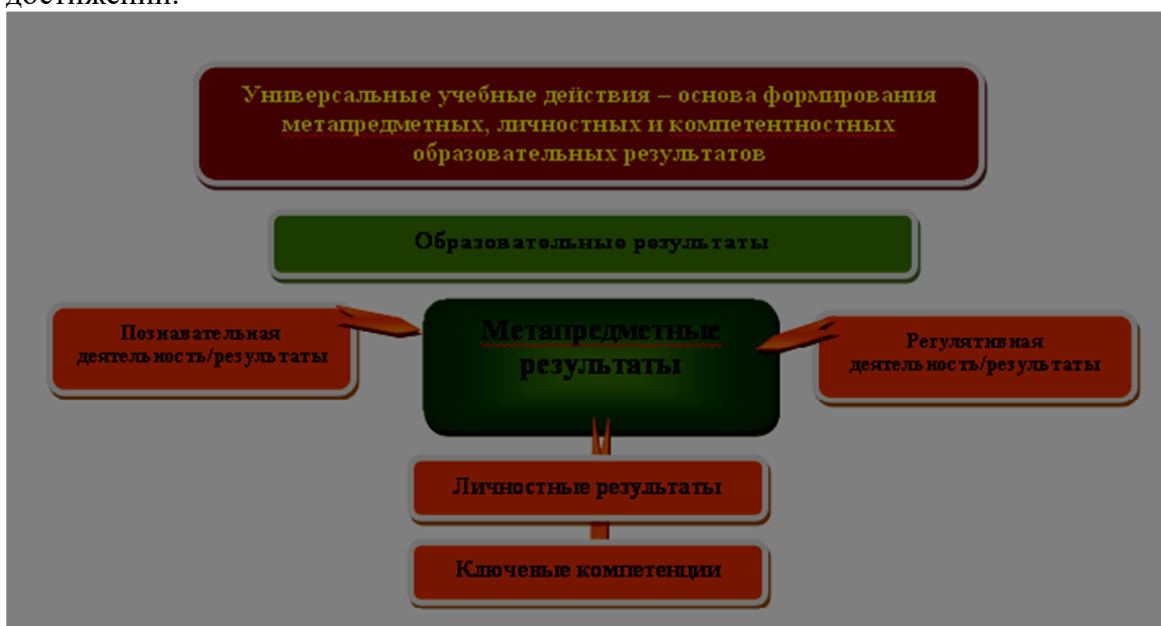 Универсальные учебные действия – основа формирования
метапредметных, личностных и компетентностных
образовательных результатов
Образовательные результаты
Познавательная
деятельность/результаты
Метапредметные
результаты
Регулятивная
деятельность/результаты
Личностные результаты
Ключевые компетенции